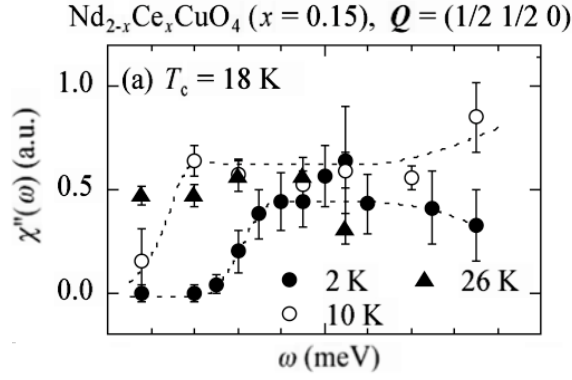 Nd₂₋ₓCeₓCuO₄ (x = 0.15), Q = (1/2 1/2 0)
(a) T_c = 18 K
1.0
0.5
0.0
χ"(ω) (a.u.)
2 K
26 K
10 K
ω (meV)